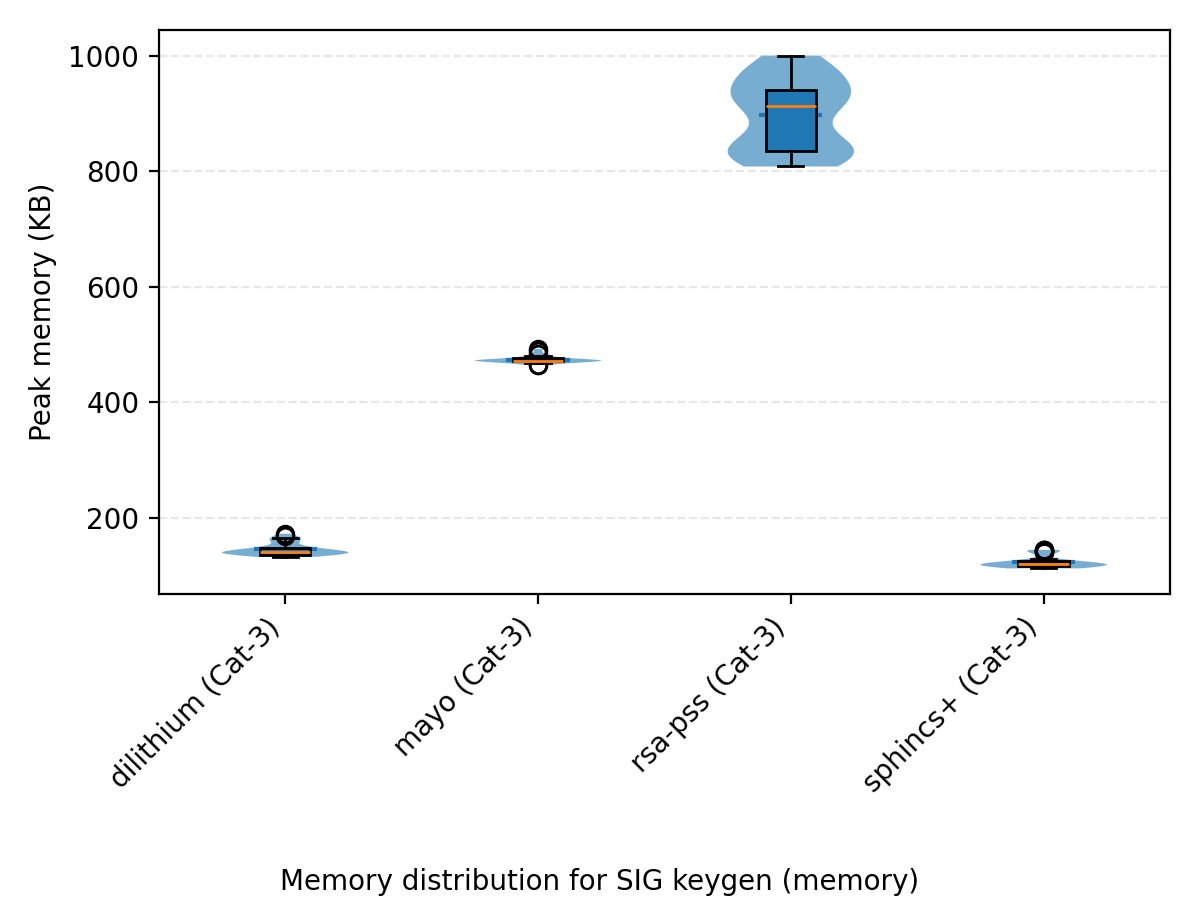 1000
800
600
400
200
Peak memory (KB)
dilithium (Cat-3)
mayo (Cat-3)
rsa-pss (Cat-3)
sphincs+ (Cat-3)
Memory distribution for SIG keygen (memory)